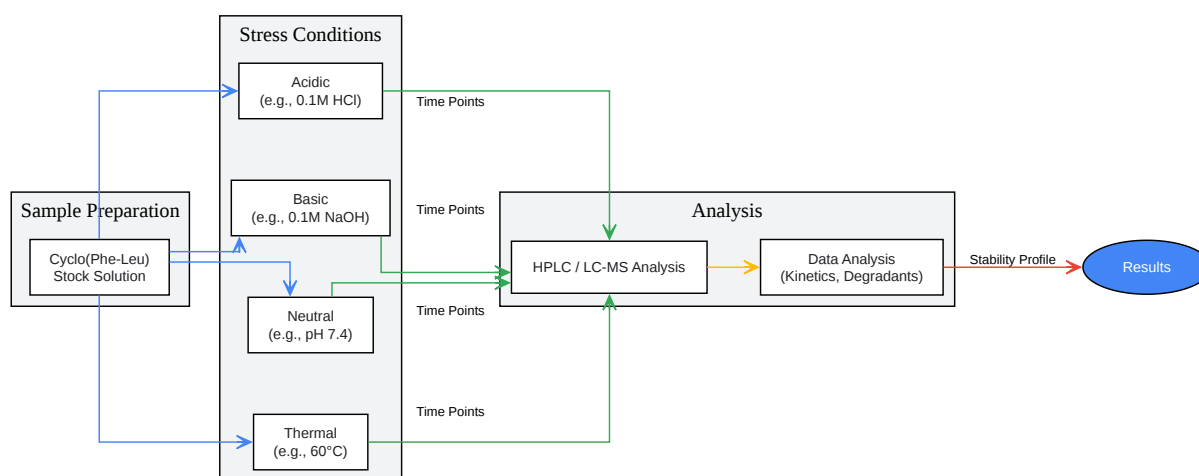 Stress Conditions
Acidic
(e.g., 0.1M HCl)
Time Points
Basic
(e.g., 0.1M NaOH)
Time Points
Sample Preparation
Cyclo(Phe-Leu)
Stock Solution
Neutral
(e.g., pH 7.4)
Time Points
Thermal
(e.g., 60°C)
Time Points
Analysis
HPLC / LC-MS Analysis
Data Analysis
(Kinetics, Degradants)
Stability Profile
Results